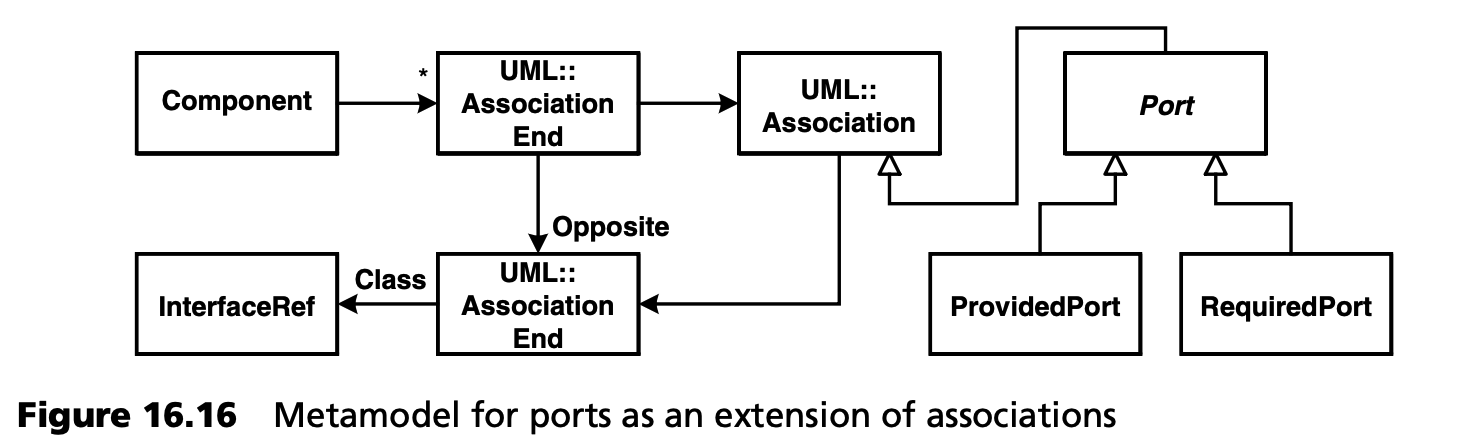 Component
*
UML::
Association
End
UML::
Association
Port
Opposite
InterfaceRef
Class
UML::
Association
End
ProvidedPort
RequiredPort
Figure 16.16 Metamodel for ports as an extension of associations